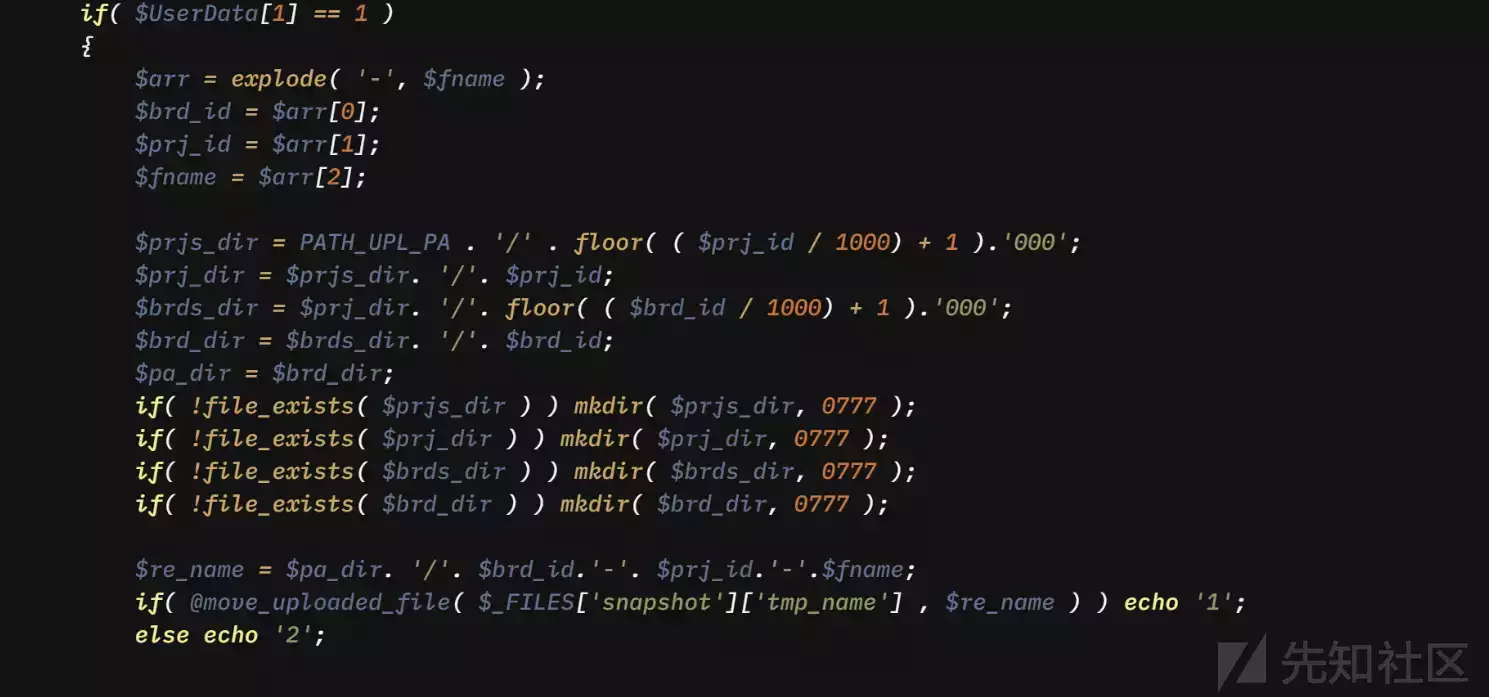 if( $UserData[1] == 1 )
{
$arr = explode( '-', $fname );
$brd_id = $arr[0];
$prj_id = $arr[1];
$fname = $arr[2];
$prjs_dir = PATH_UPL_PA . '/' . floor( ( $prj_id / 1000) + 1 ).'000';
$prj_dir = $prjs_dir. '/'. $prj_id;
$brds_dir = $prj_dir. '/'. floor( ( $brd_id / 1000) + 1 ).'000';
$brd_dir = $brds_dir. '/'. $brd_id;
$pa_dir = $brd_dir;
if( !file_exists( $prjs_dir ) ) mkdir( $prjs_dir, 0777 );
if( !file_exists( $prj_dir ) ) mkdir( $prj_dir, 0777 );
if( !file_exists( $brds_dir ) ) mkdir( $brds_dir, 0777 );
if( !file_exists( $brd_dir ) ) mkdir( $brd_dir, 0777 );
$re_name = $pa_dir. '/'. $brd_id.'-'. $prj_id.'-'.$fname;
if( @move_uploaded_file( $_FILES['snapshot']['tmp_name'] , $re_name ) ) echo '1';
else echo '2';
先知社区